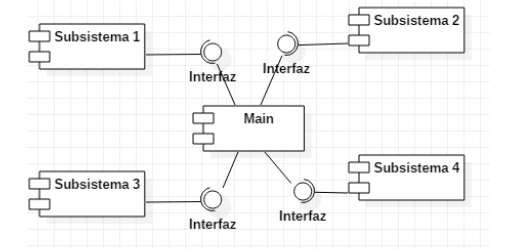 Subsistema 1
Subsistema 2
Interfaz
Interfaz
Main
Subsistema 3
Subsistema 4
Interfaz
Interfaz